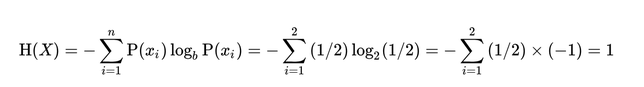 H(X) = − ∑_{i=1}^{n} P(x_i) log_b P(x_i) = − ∑_{i=1}^{2} (1/2) log_2(1/2) = − ∑_{i=1}^{2} (1/2) × (−1) = 1